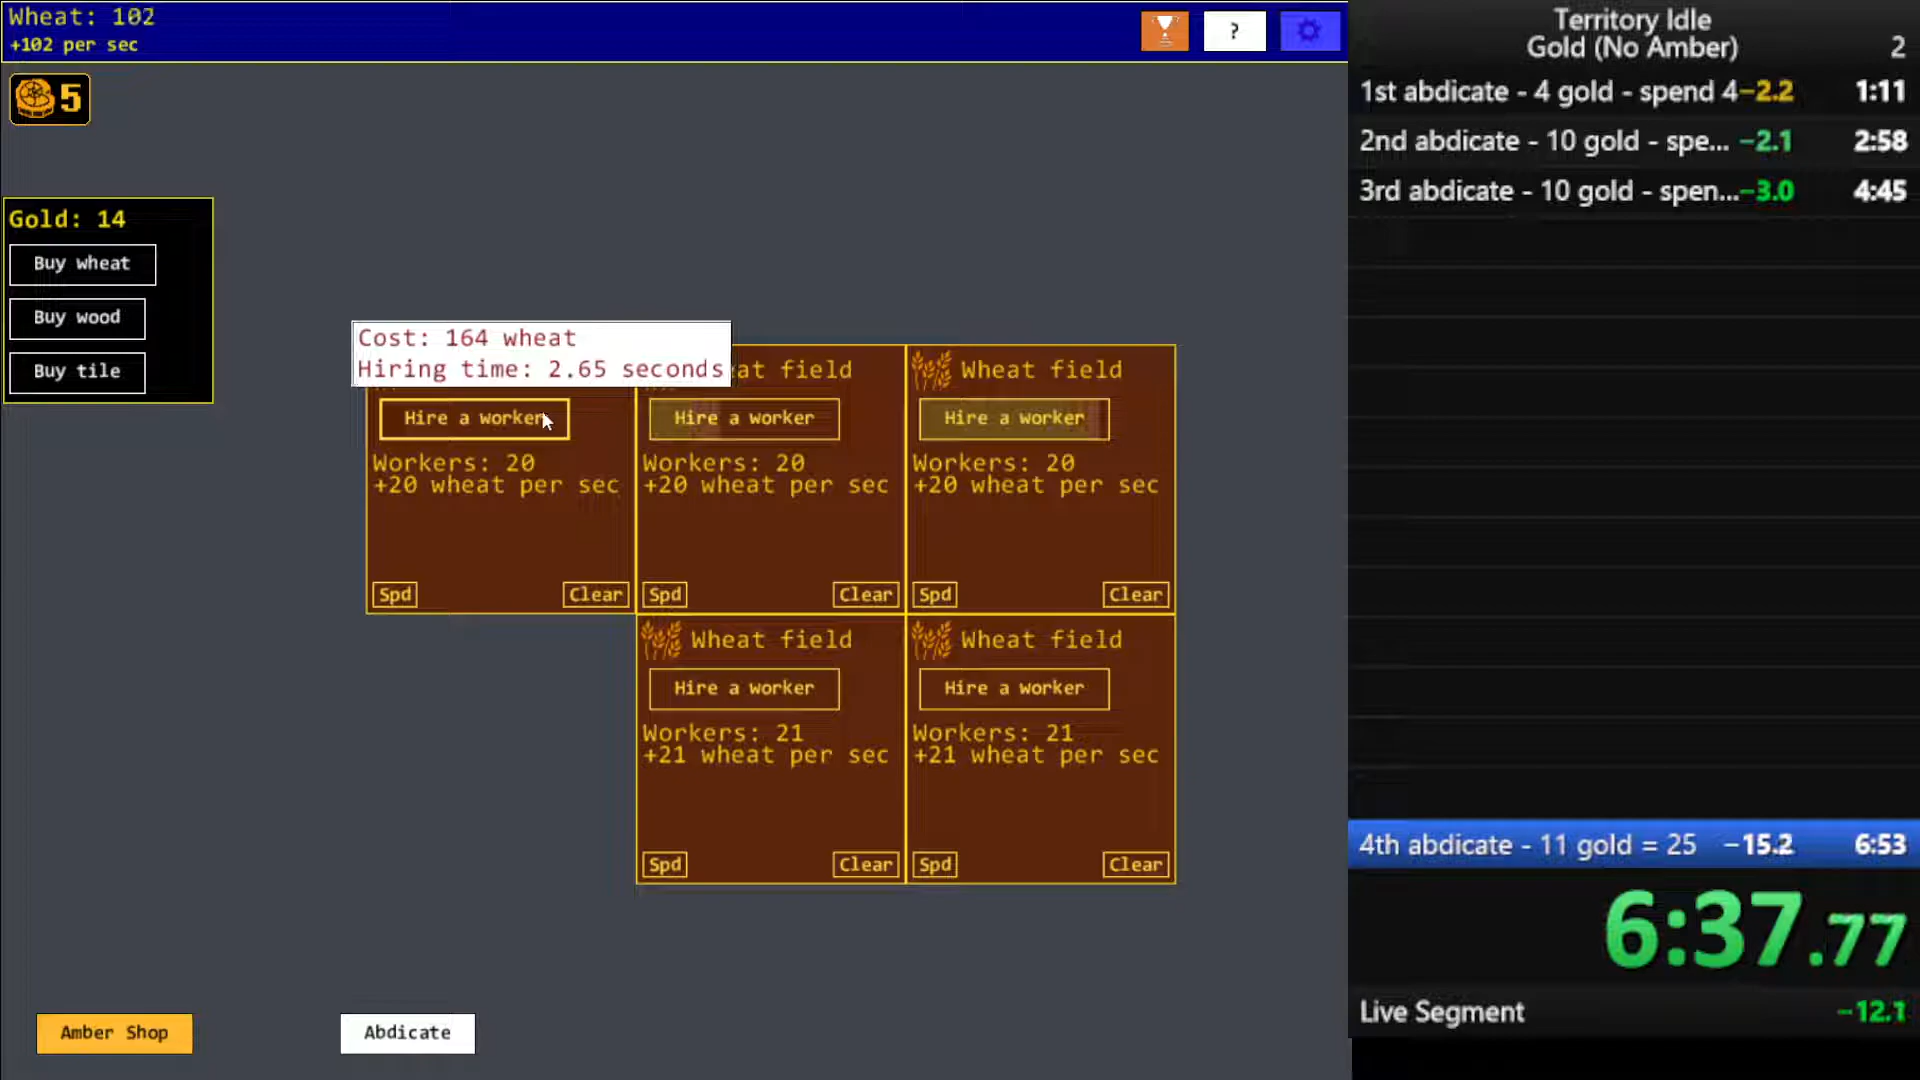 Wheat: 102
+102 per sec
?
5
Gold: 14
Buy wheat
Buy wood
Buy tile
Cost: 164 wheat
Hiring time: 2.65 seconds
at field
Wheat field
Hire a worker
Hire a worker
Hire a worker
Workers: 20
Workers: 20
Workers: 20
+20 wheat per sec
+20 wheat per sec
+20 wheat per sec
Spd
Clear
Spd
Clear
Spd
Clear
Wheat field
Wheat field
Hire a worker
Hire a worker
Workers: 21
Workers: 21
+21 wheat per sec
+21 wheat per sec
Spd
Clear
Spd
Clear
Amber Shop
Abdicate
Territory Idle
Gold (No Amber)
2
1st abdicate - 4 gold - spend 4 −2.2 1:11
2nd abdicate - 10 gold - spe... −2.1 2:58
3rd abdicate - 10 gold - spen... −3.0 4:45
4th abdicate - 11 gold = 25 −15.2 6:53
6:37.77
Live Segment −12.1